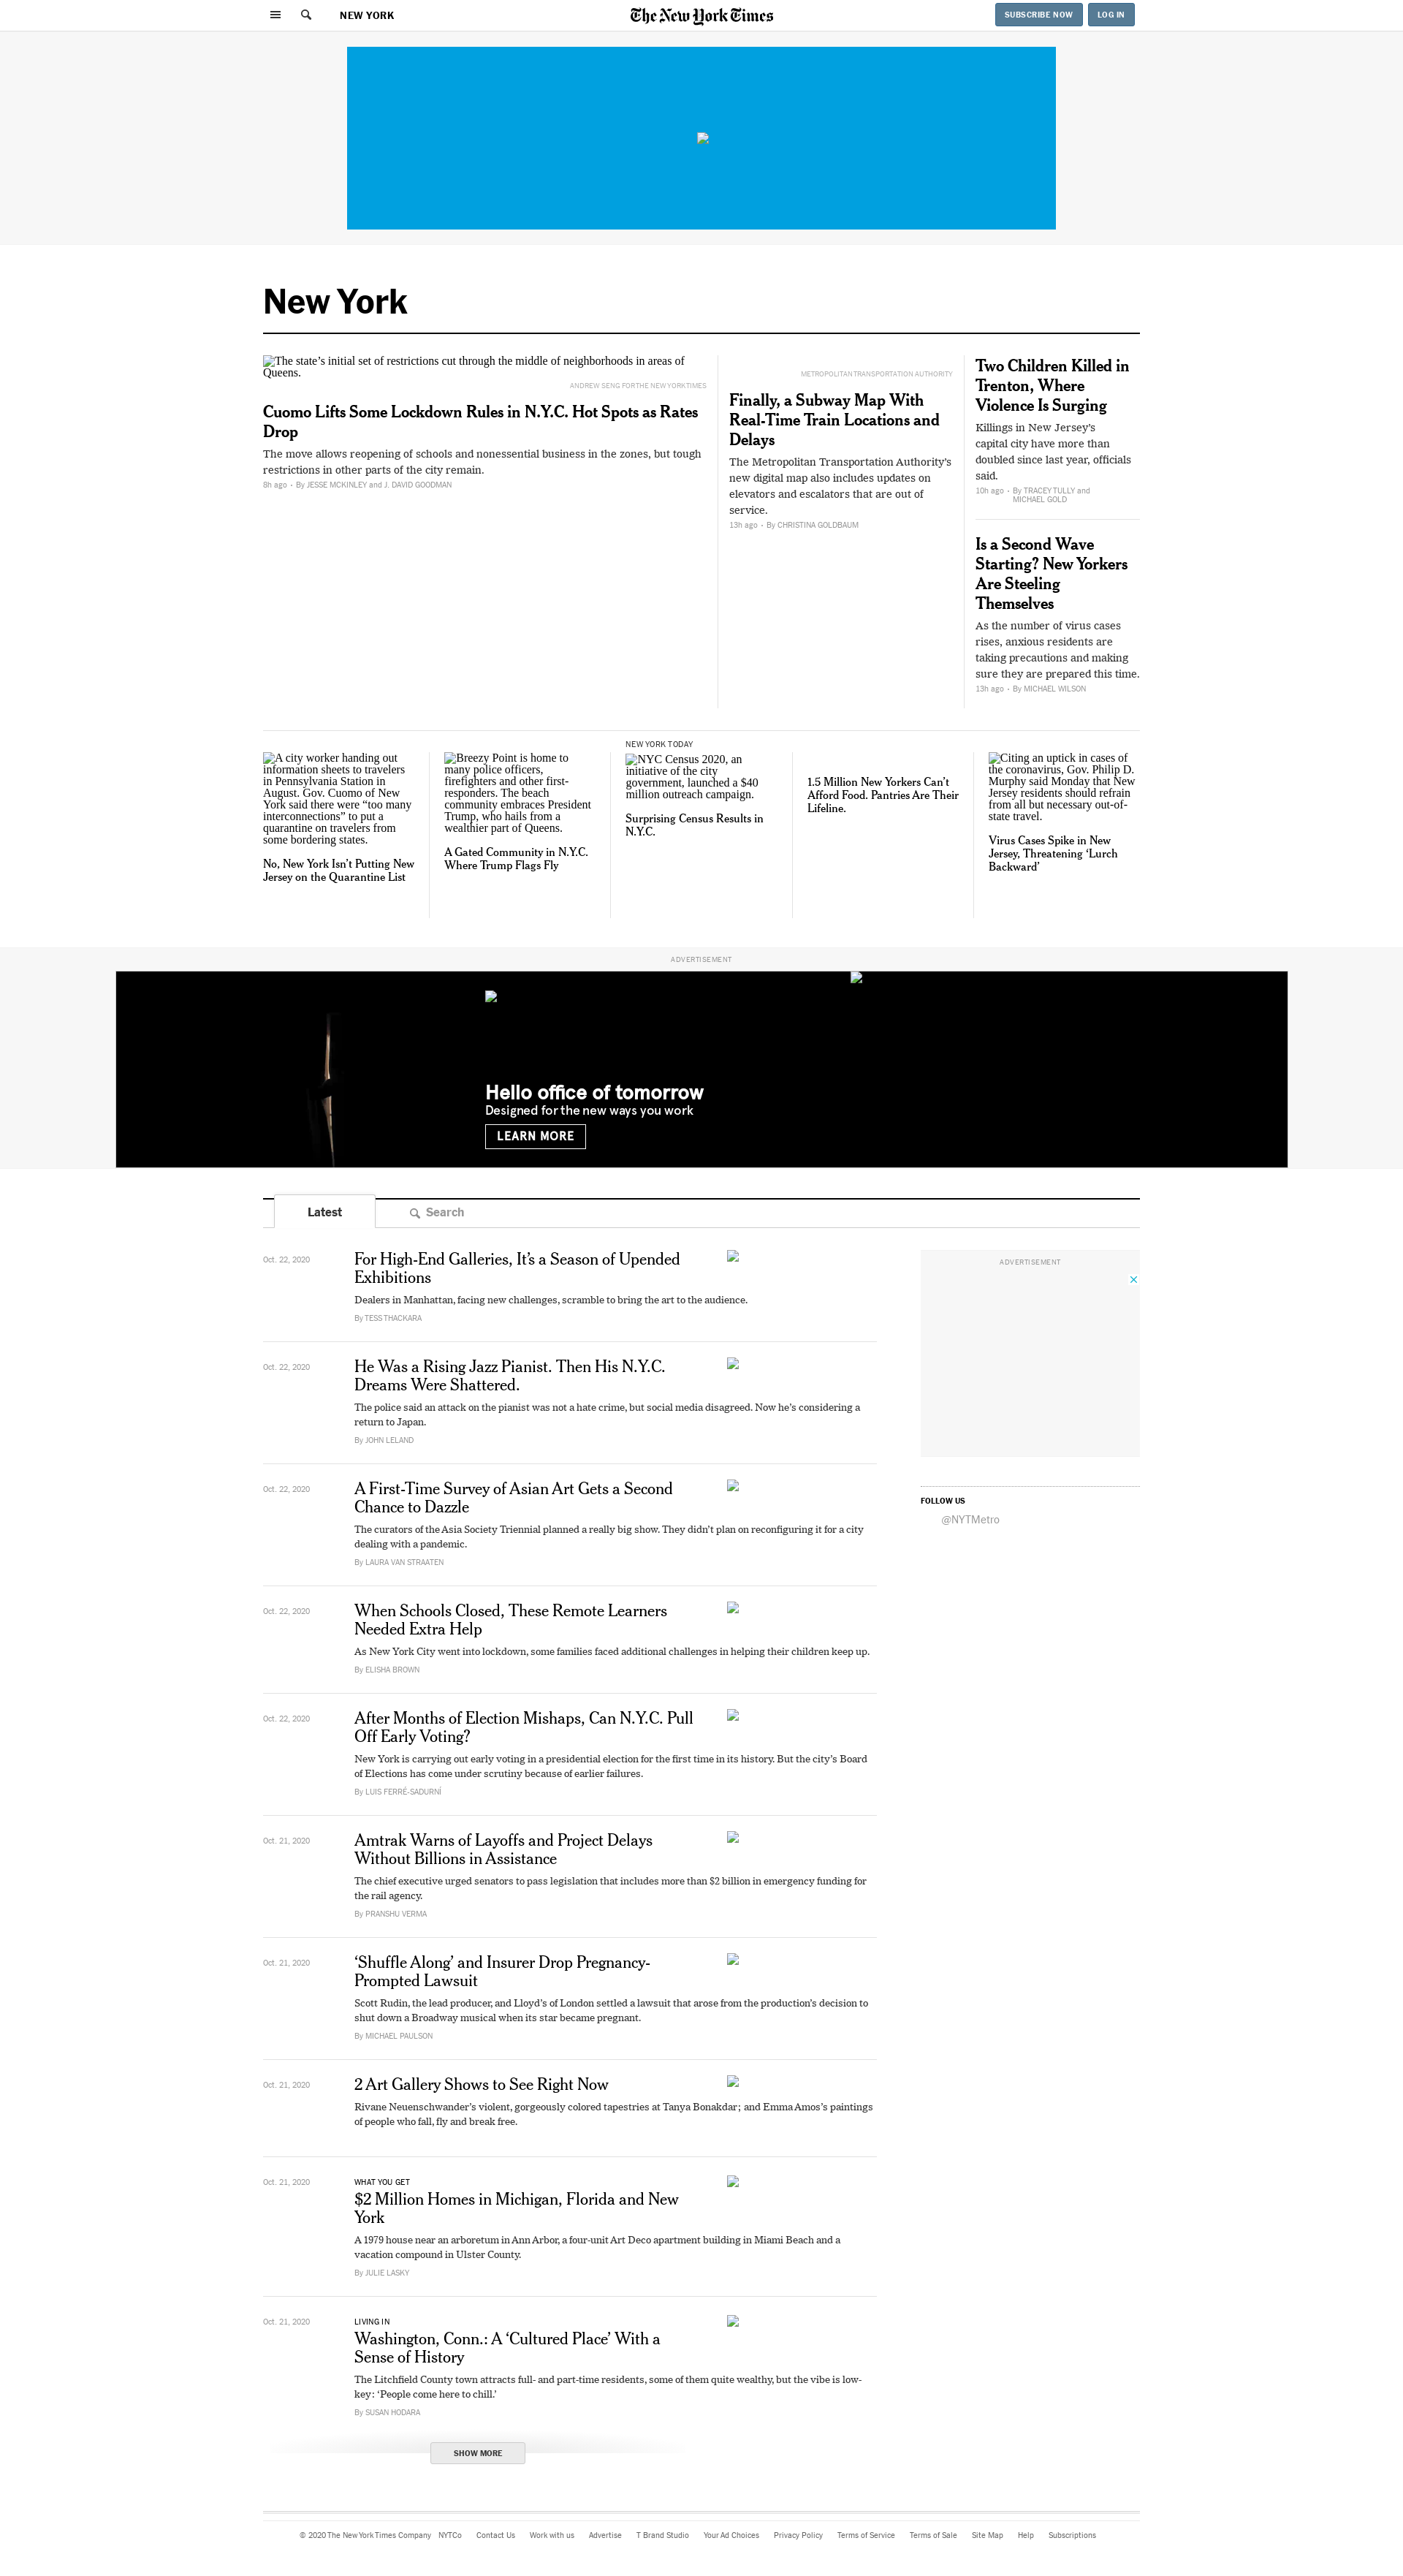 NEW YORK
The New York Times
SUBSCRIBE NOW
LOG IN
New York
The state’s initial set of restrictions cut through the middle of neighborhoods in areas of
Queens.
ANDREW SENG FOR THE NEW YORK TIMES
Cuomo Lifts Some Lockdown Rules in N.Y.C. Hot Spots as Rates
Drop
The move allows reopening of schools and nonessential business in the zones, but tough
restrictions in other parts of the city remain.
8h ago • By JESSE MCKINLEY and J. DAVID GOODMAN
METROPOLITAN TRANSPORTATION AUTHORITY
Finally, a Subway Map With
Real-Time Train Locations and
Delays
The Metropolitan Transportation Authority’s
new digital map also includes updates on
elevators and escalators that are out of
service.
13h ago • By CHRISTINA GOLDBAUM
Two Children Killed in
Trenton, Where
Violence Is Surging
Killings in New Jersey’s
capital city have more than
doubled since last year, officials
said.
10h ago • By TRACEY TULLY and
MICHAEL GOLD
Is a Second Wave
Starting? New Yorkers
Are Steeling
Themselves
As the number of virus cases
rises, anxious residents are
taking precautions and making
sure they are prepared this time.
13h ago • By MICHAEL WILSON
A city worker handing out
information sheets to travelers
in Pennsylvania Station in
August. Gov. Cuomo of New
York said there were “too many
interconnections” to put a
quarantine on travelers from
some bordering states.
No, New York Isn’t Putting New
Jersey on the Quarantine List
Breezy Point is home to
many police officers,
firefighters and other first-
responders. The beach
community embraces President
Trump, who hails from a
wealthier part of Queens.
A Gated Community in N.Y.C.
Where Trump Flags Fly
NEW YORK TODAY
NYC Census 2020, an
initiative of the city
government, launched a $40
million outreach campaign.
Surprising Census Results in
N.Y.C.
1.5 Million New Yorkers Can’t
Afford Food. Pantries Are Their
Lifeline.
Citing an uptick in cases of
the coronavirus, Gov. Philip D.
Murphy said Monday that New
Jersey residents should refrain
from all but necessary out-of-
state travel.
Virus Cases Spike in New
Jersey, Threatening ‘Lurch
Backward’
ADVERTISEMENT
Hello office of tomorrow
Designed for the new ways you work
LEARN MORE
Latest
Search
Oct. 22, 2020
For High-End Galleries, It’s a Season of Upended
Exhibitions
Dealers in Manhattan, facing new challenges, scramble to bring the art to the audience.
By TESS THACKARA
Oct. 22, 2020
He Was a Rising Jazz Pianist. Then His N.Y.C.
Dreams Were Shattered.
The police said an attack on the pianist was not a hate crime, but social media disagreed. Now he’s considering a
return to Japan.
By JOHN LELAND
Oct. 22, 2020
A First-Time Survey of Asian Art Gets a Second
Chance to Dazzle
The curators of the Asia Society Triennial planned a really big show. They didn’t plan on reconfiguring it for a city
dealing with a pandemic.
By LAURA VAN STRAATEN
Oct. 22, 2020
When Schools Closed, These Remote Learners
Needed Extra Help
As New York City went into lockdown, some families faced additional challenges in helping their children keep up.
By ELISHA BROWN
Oct. 22, 2020
After Months of Election Mishaps, Can N.Y.C. Pull
Off Early Voting?
New York is carrying out early voting in a presidential election for the first time in its history. But the city’s Board
of Elections has come under scrutiny because of earlier failures.
By LUIS FERRÉ-SADURNÍ
Oct. 21, 2020
Amtrak Warns of Layoffs and Project Delays
Without Billions in Assistance
The chief executive urged senators to pass legislation that includes more than $2 billion in emergency funding for
the rail agency.
By PRANSHU VERMA
Oct. 21, 2020
‘Shuffle Along’ and Insurer Drop Pregnancy-
Prompted Lawsuit
Scott Rudin, the lead producer, and Lloyd’s of London settled a lawsuit that arose from the production’s decision to
shut down a Broadway musical when its star became pregnant.
By MICHAEL PAULSON
Oct. 21, 2020
2 Art Gallery Shows to See Right Now
Rivane Neuenschwander’s violent, gorgeously colored tapestries at Tanya Bonakdar; and Emma Amos’s paintings
of people who fall, fly and break free.
Oct. 21, 2020
WHAT YOU GET
$2 Million Homes in Michigan, Florida and New
York
A 1979 house near an arboretum in Ann Arbor, a four-unit Art Deco apartment building in Miami Beach and a
vacation compound in Ulster County.
By JULIE LASKY
Oct. 21, 2020
LIVING IN
Washington, Conn.: A ‘Cultured Place’ With a
Sense of History
The Litchfield County town attracts full- and part-time residents, some of them quite wealthy, but the vibe is low-
key: ‘People come here to chill.’
By SUSAN HODARA
SHOW MORE
ADVERTISEMENT
FOLLOW US
@NYTMetro
© 2020 The New York Times Company NYTCo Contact Us Work with us Advertise T Brand Studio Your Ad Choices Privacy Policy Terms of Service Terms of Sale Site Map Help Subscriptions